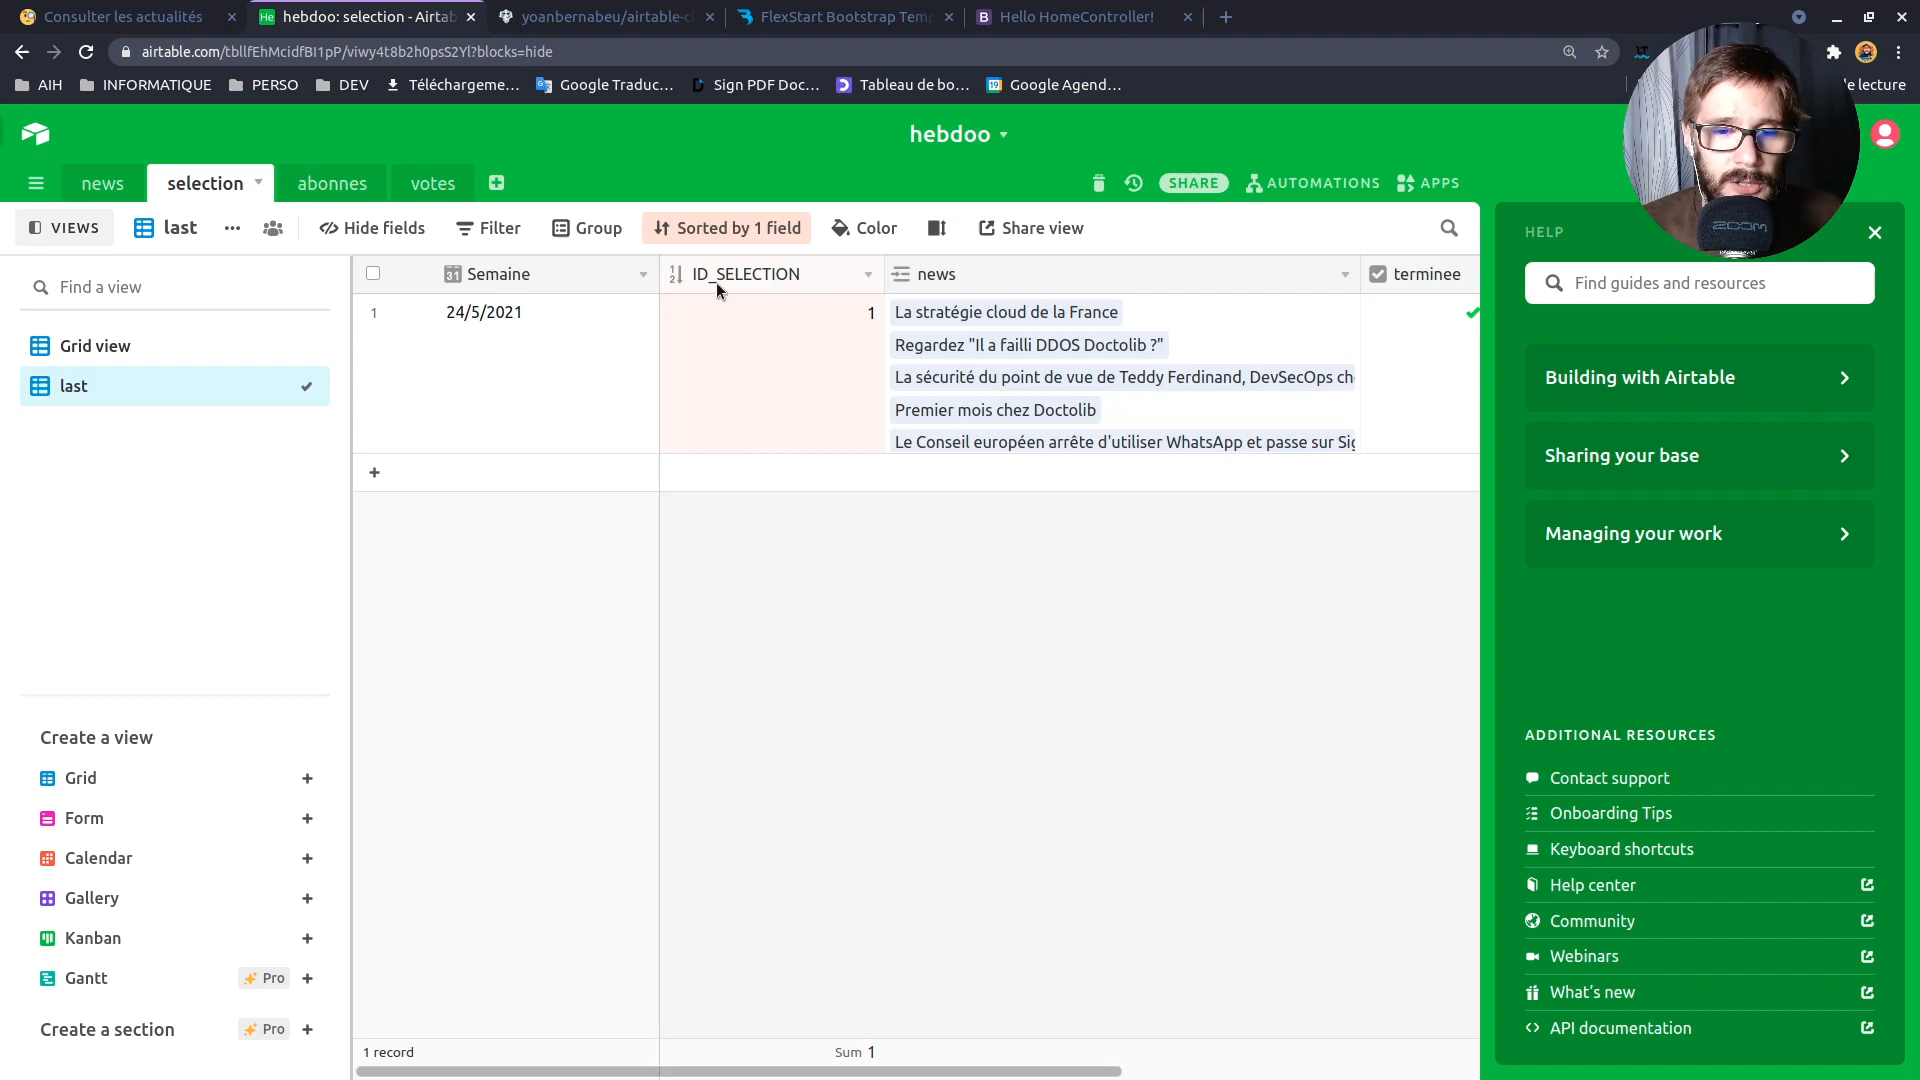 Consulter les actualités
hebdoo: selection - Airtab
yoanbernabeu/airtable-c
FlexStart Bootstrap Temp
Hello HomeController!
airtable.com/tbllfEhMcidfBI1pP/viwy4t8b2h0psS2Yl?blocks=hide
AIH
INFORMATIQUE
PERSO
DEV
Téléchargeme...
Google Traduc...
Sign PDF Doc...
Tableau de bo...
Google Agend...
le lecture
hebdoo
news
selection
abonnes
votes
SHARE
AUTOMATIONS
APPS
VIEWS
last
Hide fields
Filter
Group
Sorted by 1 field
Color
Share view
HELP
Find a view
Grid view
last
Semaine
ID_SELECTION
news
terminee
1
24/5/2021
1
La stratégie cloud de la France
Regardez "Il a failli DDOS Doctolib ?"
La sécurité du point de vue de Teddy Ferdinand, DevSecOps ch
Premier mois chez Doctolib
Le Conseil européen arrête d'utiliser WhatsApp et passe sur Sig
Find guides and resources
Building with Airtable
Sharing your base
Managing your work
Create a view
Grid
Form
Calendar
Gallery
Kanban
Gantt
Pro
Create a section
Pro
1 record
Sum 1
ADDITIONAL RESOURCES
Contact support
Onboarding Tips
Keyboard shortcuts
Help center
Community
Webinars
What's new
API documentation
zoom